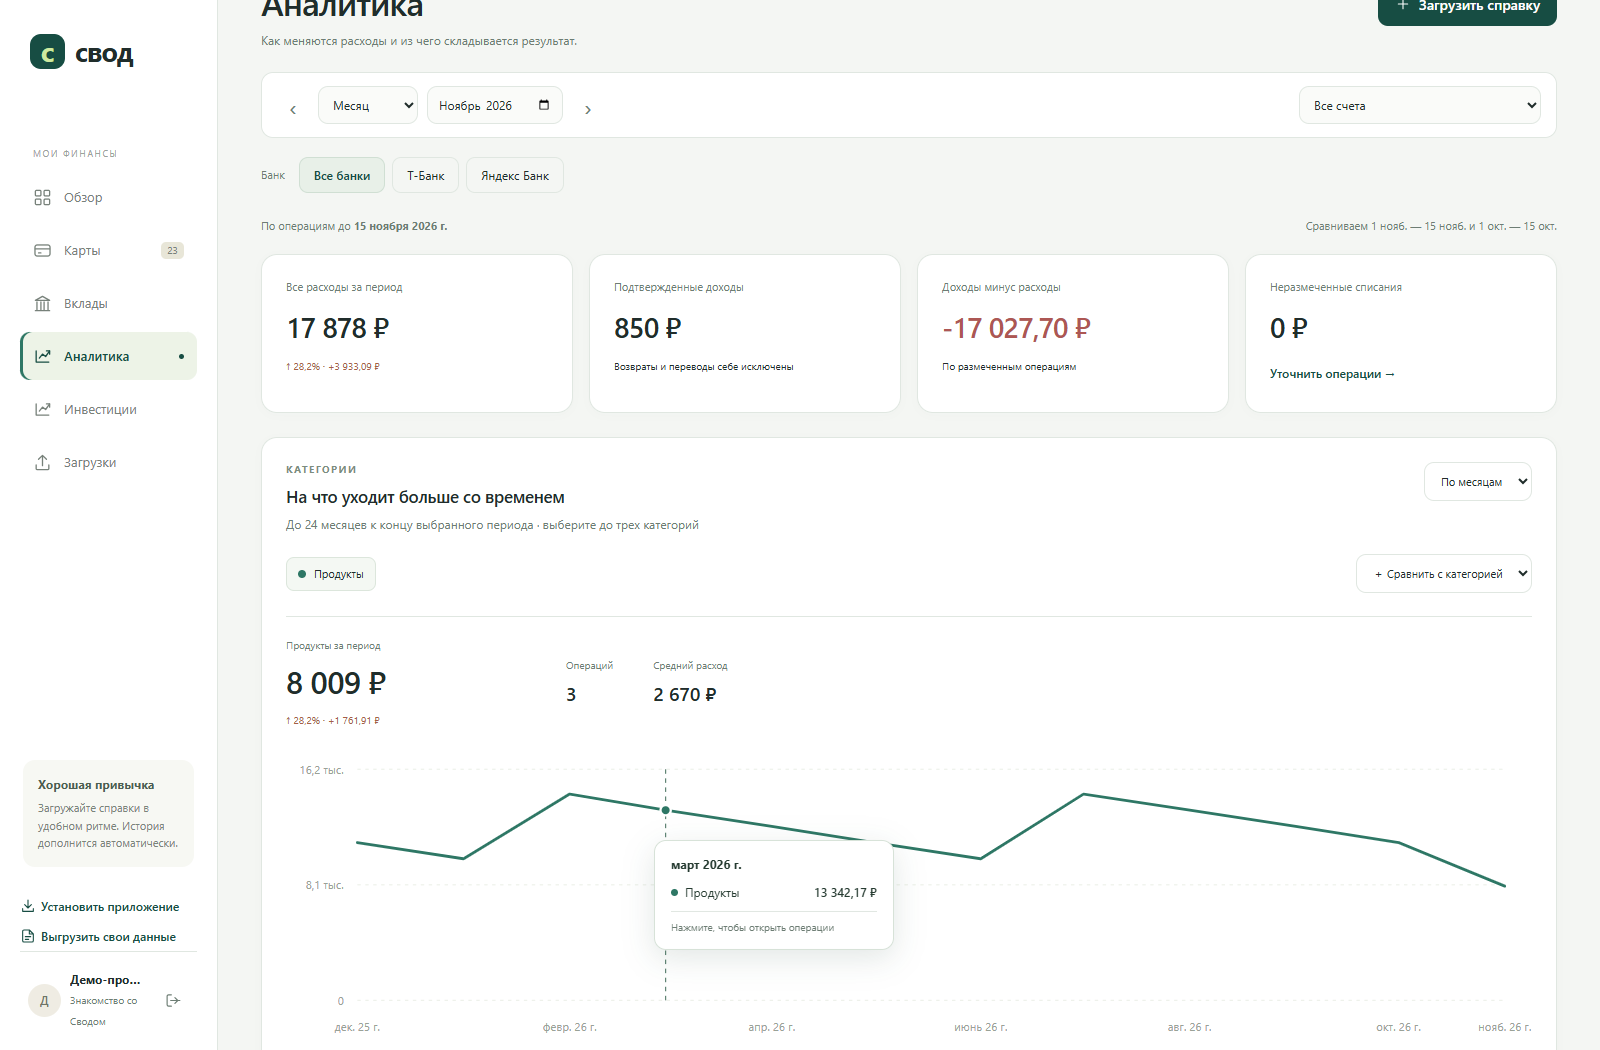 с свод
МОИ ФИНАНСЫ
Обзор
Карты 23
Вклады
Аналитика
Инвестиции
Загрузки
Хорошая привычка
Загружайте справки в
удобном ритме. История
дополнится автоматически.
Установить приложение
Выгрузить свои данные
Д
Демо-про...
Знакомство со
Сводом
Аналитика
+ Загрузить справку
Как меняются расходы и из чего складывается результат.
‹ Месяц Ноябрь 2026 › Все счета
Банк Все банки Т-Банк Яндекс Банк
По операциям до 15 ноября 2026 г. Сравниваем 1 нояб. — 15 нояб. и 1 окт. — 15 окт.
Все расходы за период
17 878 ₽
↑ 28,2% · +3 933,09 ₽
Подтвержденные доходы
850 ₽
Возвраты и переводы себе исключены
Доходы минус расходы
-17 027,70 ₽
По размеченным операциям
Неразмеченные списания
0 ₽
Уточнить операции →
КАТЕГОРИИ
На что уходит больше со временем
До 24 месяцев к концу выбранного периода · выберите до трех категорий
По месяцам
Продукты
+ Сравнить с категорией
Продукты за период
8 009 ₽
↑ 28,2% · +1 761,91 ₽
Операций
3
Средний расход
2 670 ₽
16,2 тыс.
8,1 тыс.
0
март 2026 г.
Продукты 13 342,17 ₽
Нажмите, чтобы открыть операции
дек. 25 г. февр. 26 г. апр. 26 г. июнь 26 г. авг. 26 г. окт. 26 г. нояб. 26 г.